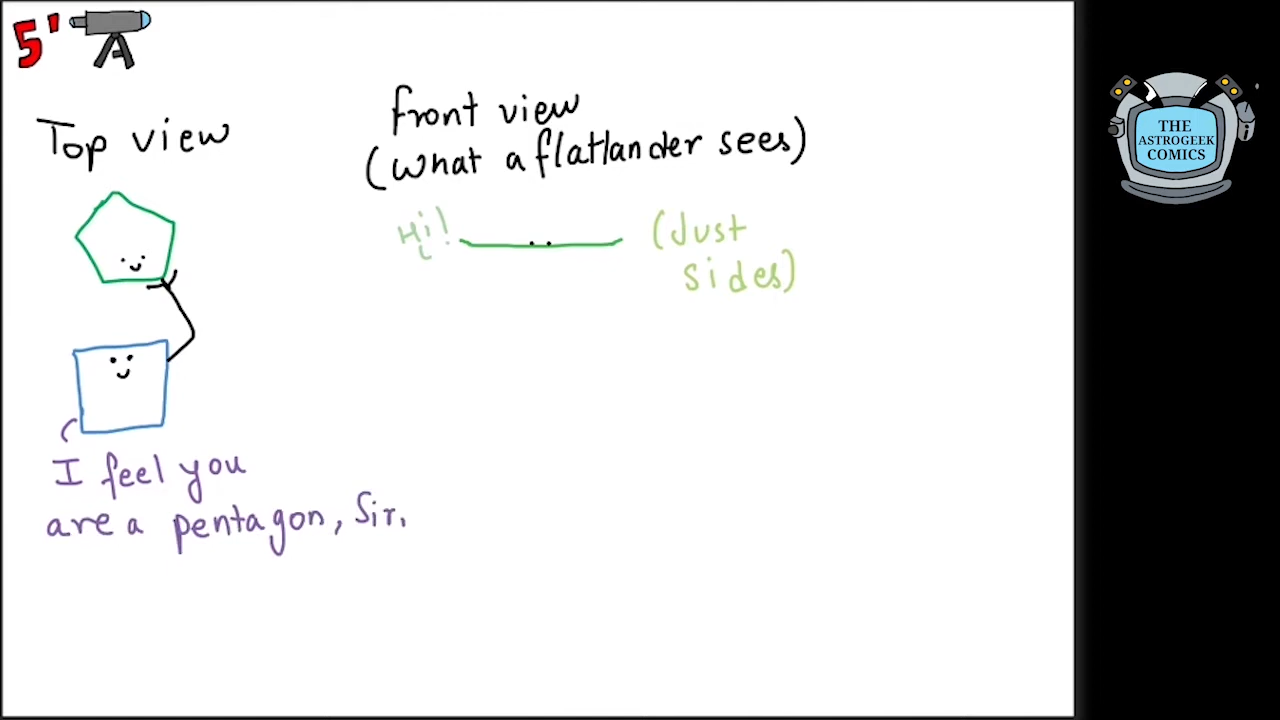 5'
THE
ASTROGEEK
COMICS
Top view
front view
(what a flatlander sees)
Hi!
(Just
sides)
I feel you
are a pentagon, Sir.